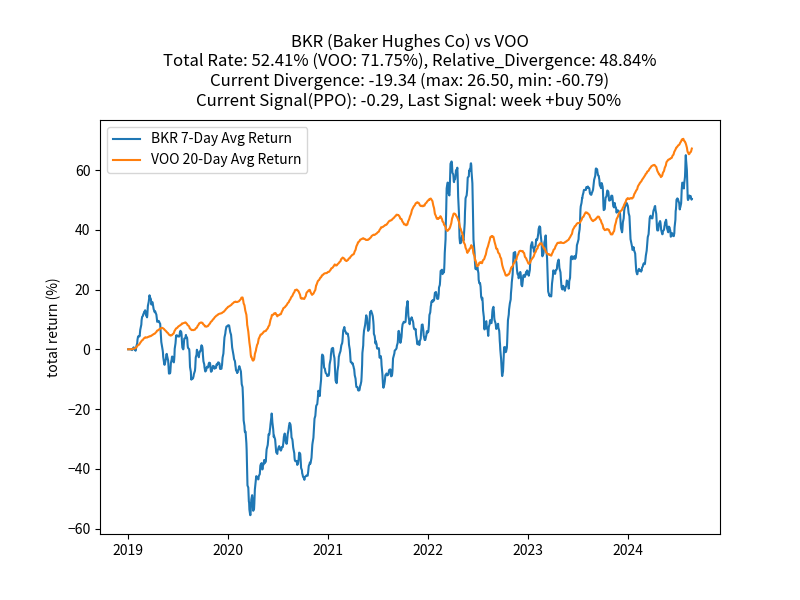 BKR (Baker Hughes Co) vs VOO
Total Rate: 52.41% (VOO: 71.75%), Relative_Divergence: 48.84%
Current Divergence: -19.34 (max: 26.50, min: -60.79)
Current Signal(PPO): -0.29, Last Signal: week +buy 50%
BKR 7-Day Avg Return
VOO 20-Day Avg Return
total return (%)
60
40
20
0
−20
−40
−60
2019 2020 2021 2022 2023 2024